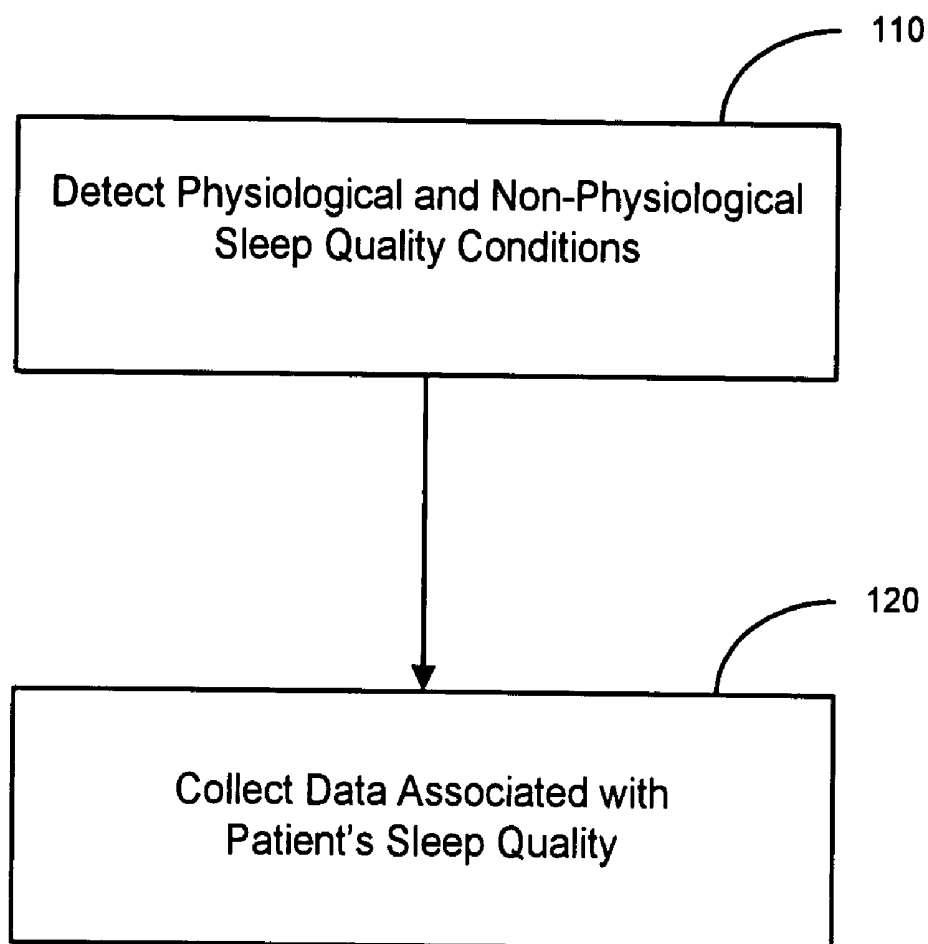 110
Detect Physiological and Non-Physiological
Sleep Quality Conditions
120
Collect Data Associated with
Patient's Sleep Quality